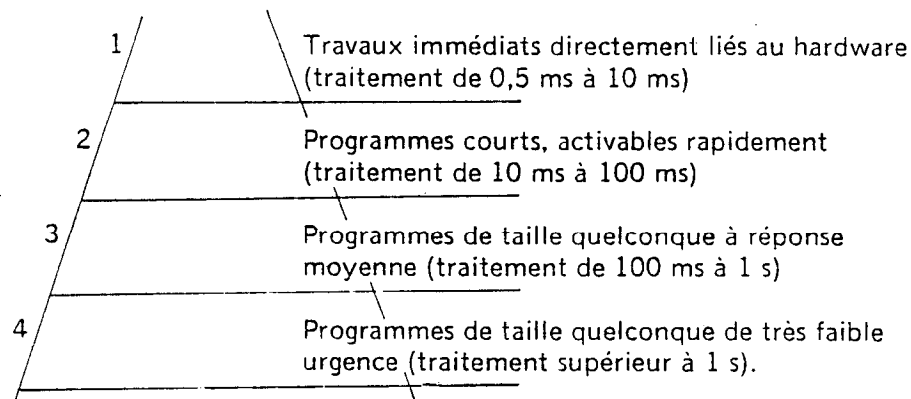 1 Travaux immédiats directement liés au hardware
(traitement de 0,5 ms à 10 ms)
2 Programmes courts, activables rapidement
(traitement de 10 ms à 100 ms)
3 Programmes de taille quelconque à réponse
moyenne (traitement de 100 ms à 1 s)
4 Programmes de taille quelconque de très faible
urgence (traitement supérieur à 1 s).